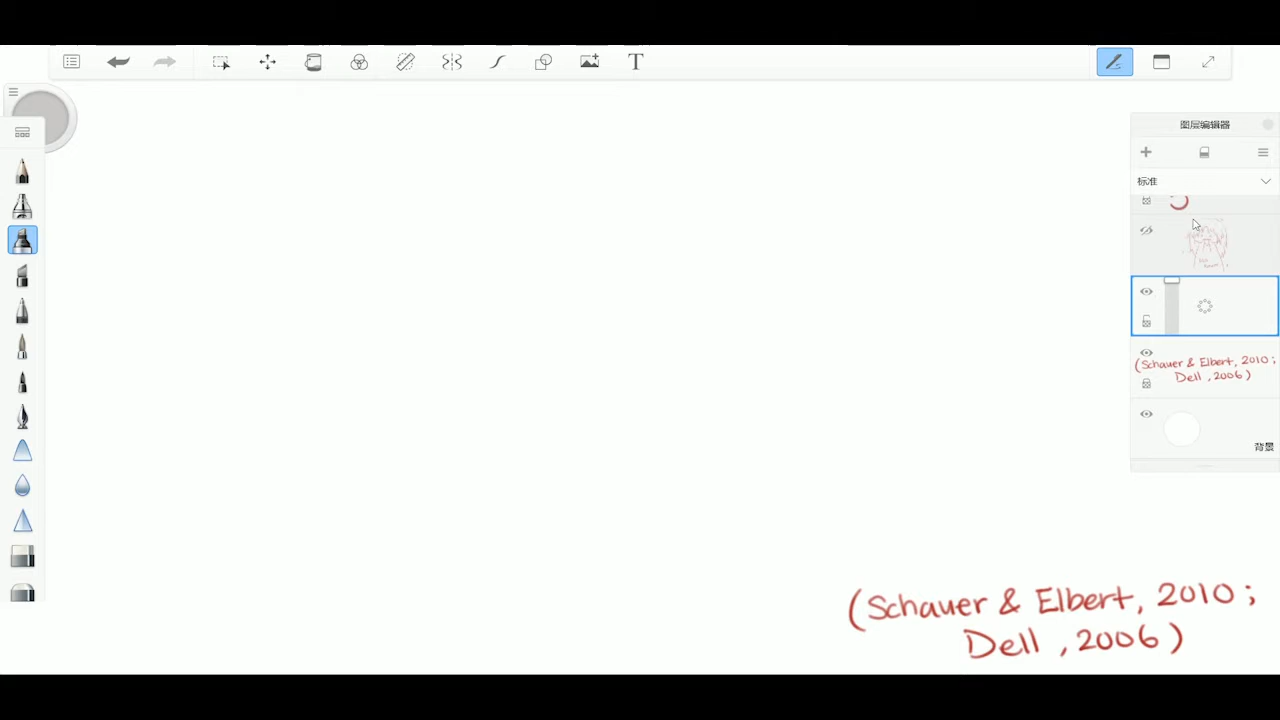 T
图层编辑器
标准
(Schauer & Elbert, 2010;
Dell, 2006)
背景
(Schauer & Elbert, 2010;
Dell, 2006)